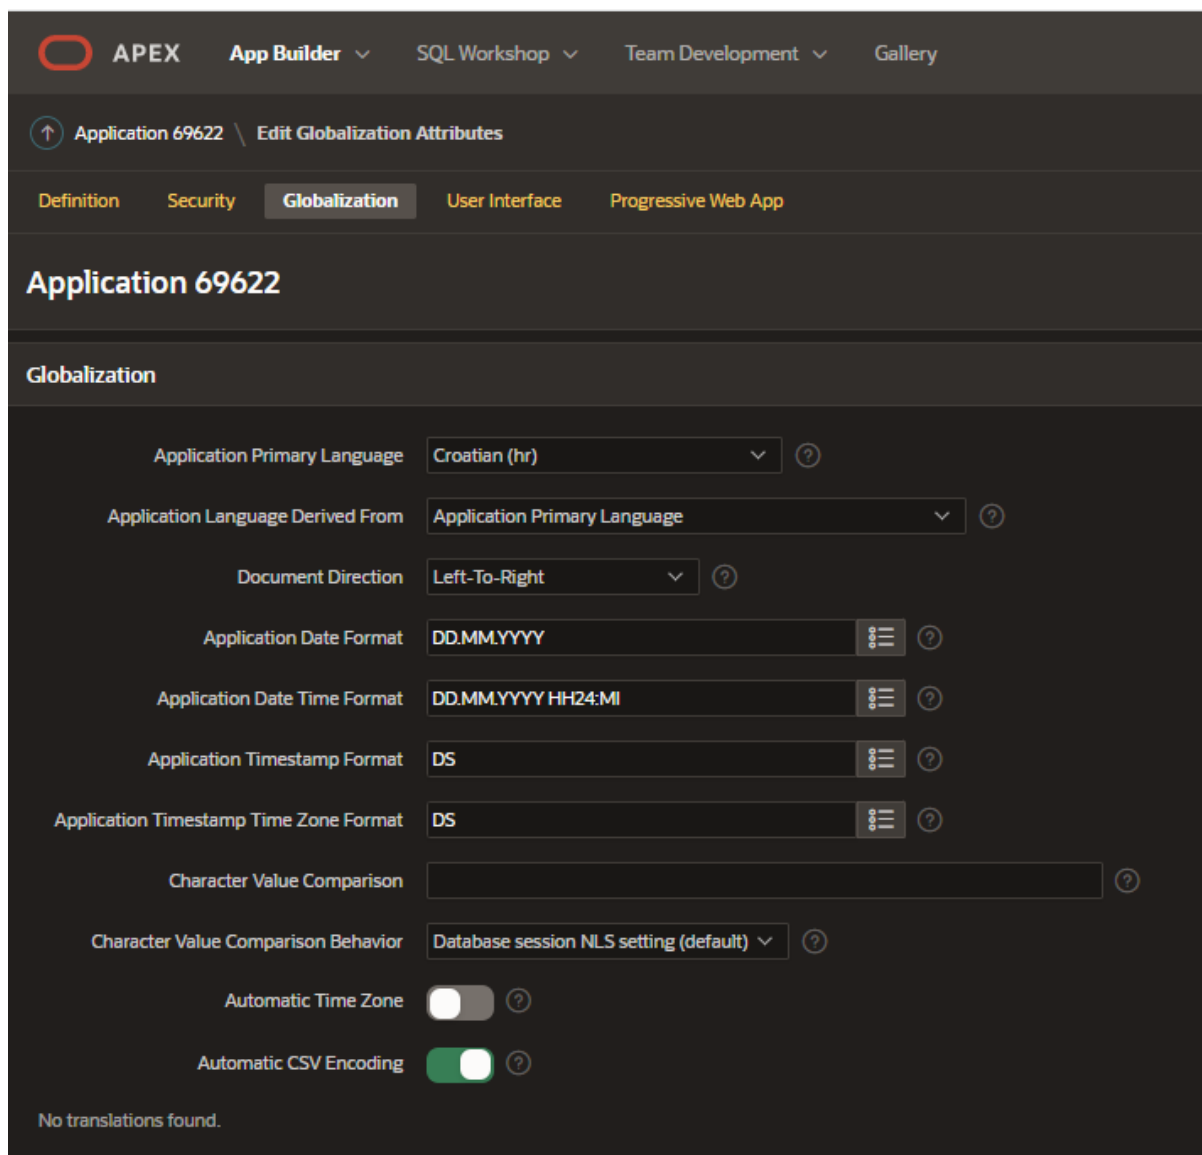 APEX App Builder SQL Workshop Team Development Gallery
Application 69622 \ Edit Globalization Attributes
Definition Security Globalization User Interface Progressive Web App
Application 69622
Globalization
Application Primary Language Croatian (hr) ?
Application Language Derived From Application Primary Language ?
Document Direction Left-To-Right ?
Application Date Format DD.MM.YYYY ?
Application Date Time Format DD.MM.YYYY HH24:MI ?
Application Timestamp Format DS ?
Application Timestamp Time Zone Format DS ?
Character Value Comparison ?
Character Value Comparison Behavior Database session NLS setting (default) ?
Automatic Time Zone ?
Automatic CSV Encoding ?
No translations found.